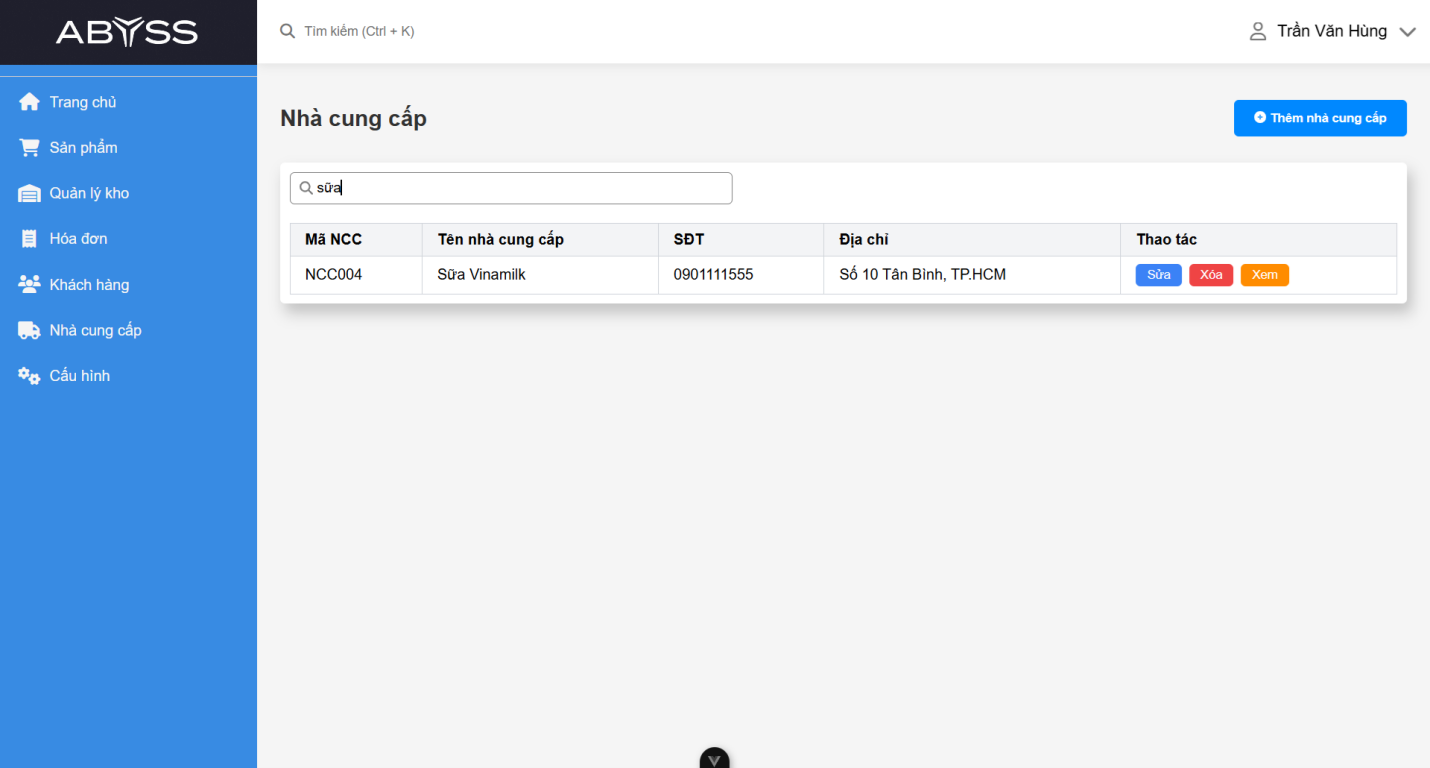 ABYSS
Tìm kiếm (Ctrl + K)
Trần Văn Hùng
Trang chủ
Sản phẩm
Quản lý kho
Hóa đơn
Khách hàng
Nhà cung cấp
Cấu hình
Nhà cung cấp
Thêm nhà cung cấp
sữa
Mã NCC Tên nhà cung cấp SĐT Địa chỉ Thao tác
NCC004 Sữa Vinamilk 0901111555 Số 10 Tân Bình, TP.HCM Sửa Xóa Xem